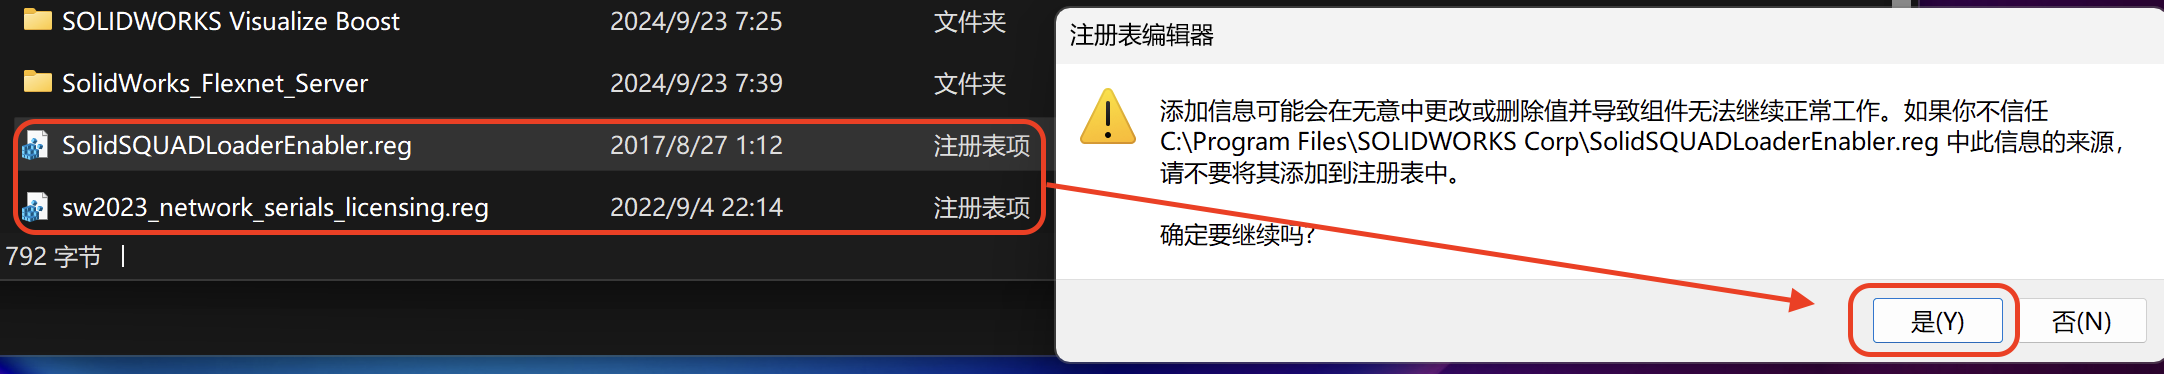 SOLIDWORKS Visualize Boost 2024/9/23 7:25 文件夹
SolidWorks_Flexnet_Server 2024/9/23 7:39 文件夹
SolidSQUADLoaderEnabler.reg 2017/8/27 1:12 注册表项
sw2023_network_serials_licensing.reg 2022/9/4 22:14 注册表项
792 字节
注册表编辑器
添加信息可能会在无意中更改或删除值并导致组件无法继续正常工作。如果你不信任
C:\Program Files\SOLIDWORKS Corp\SolidSQUADLoaderEnabler.reg 中此信息的来源，
请不要将其添加到注册表中。
确定要继续吗?
是(Y) 否(N)